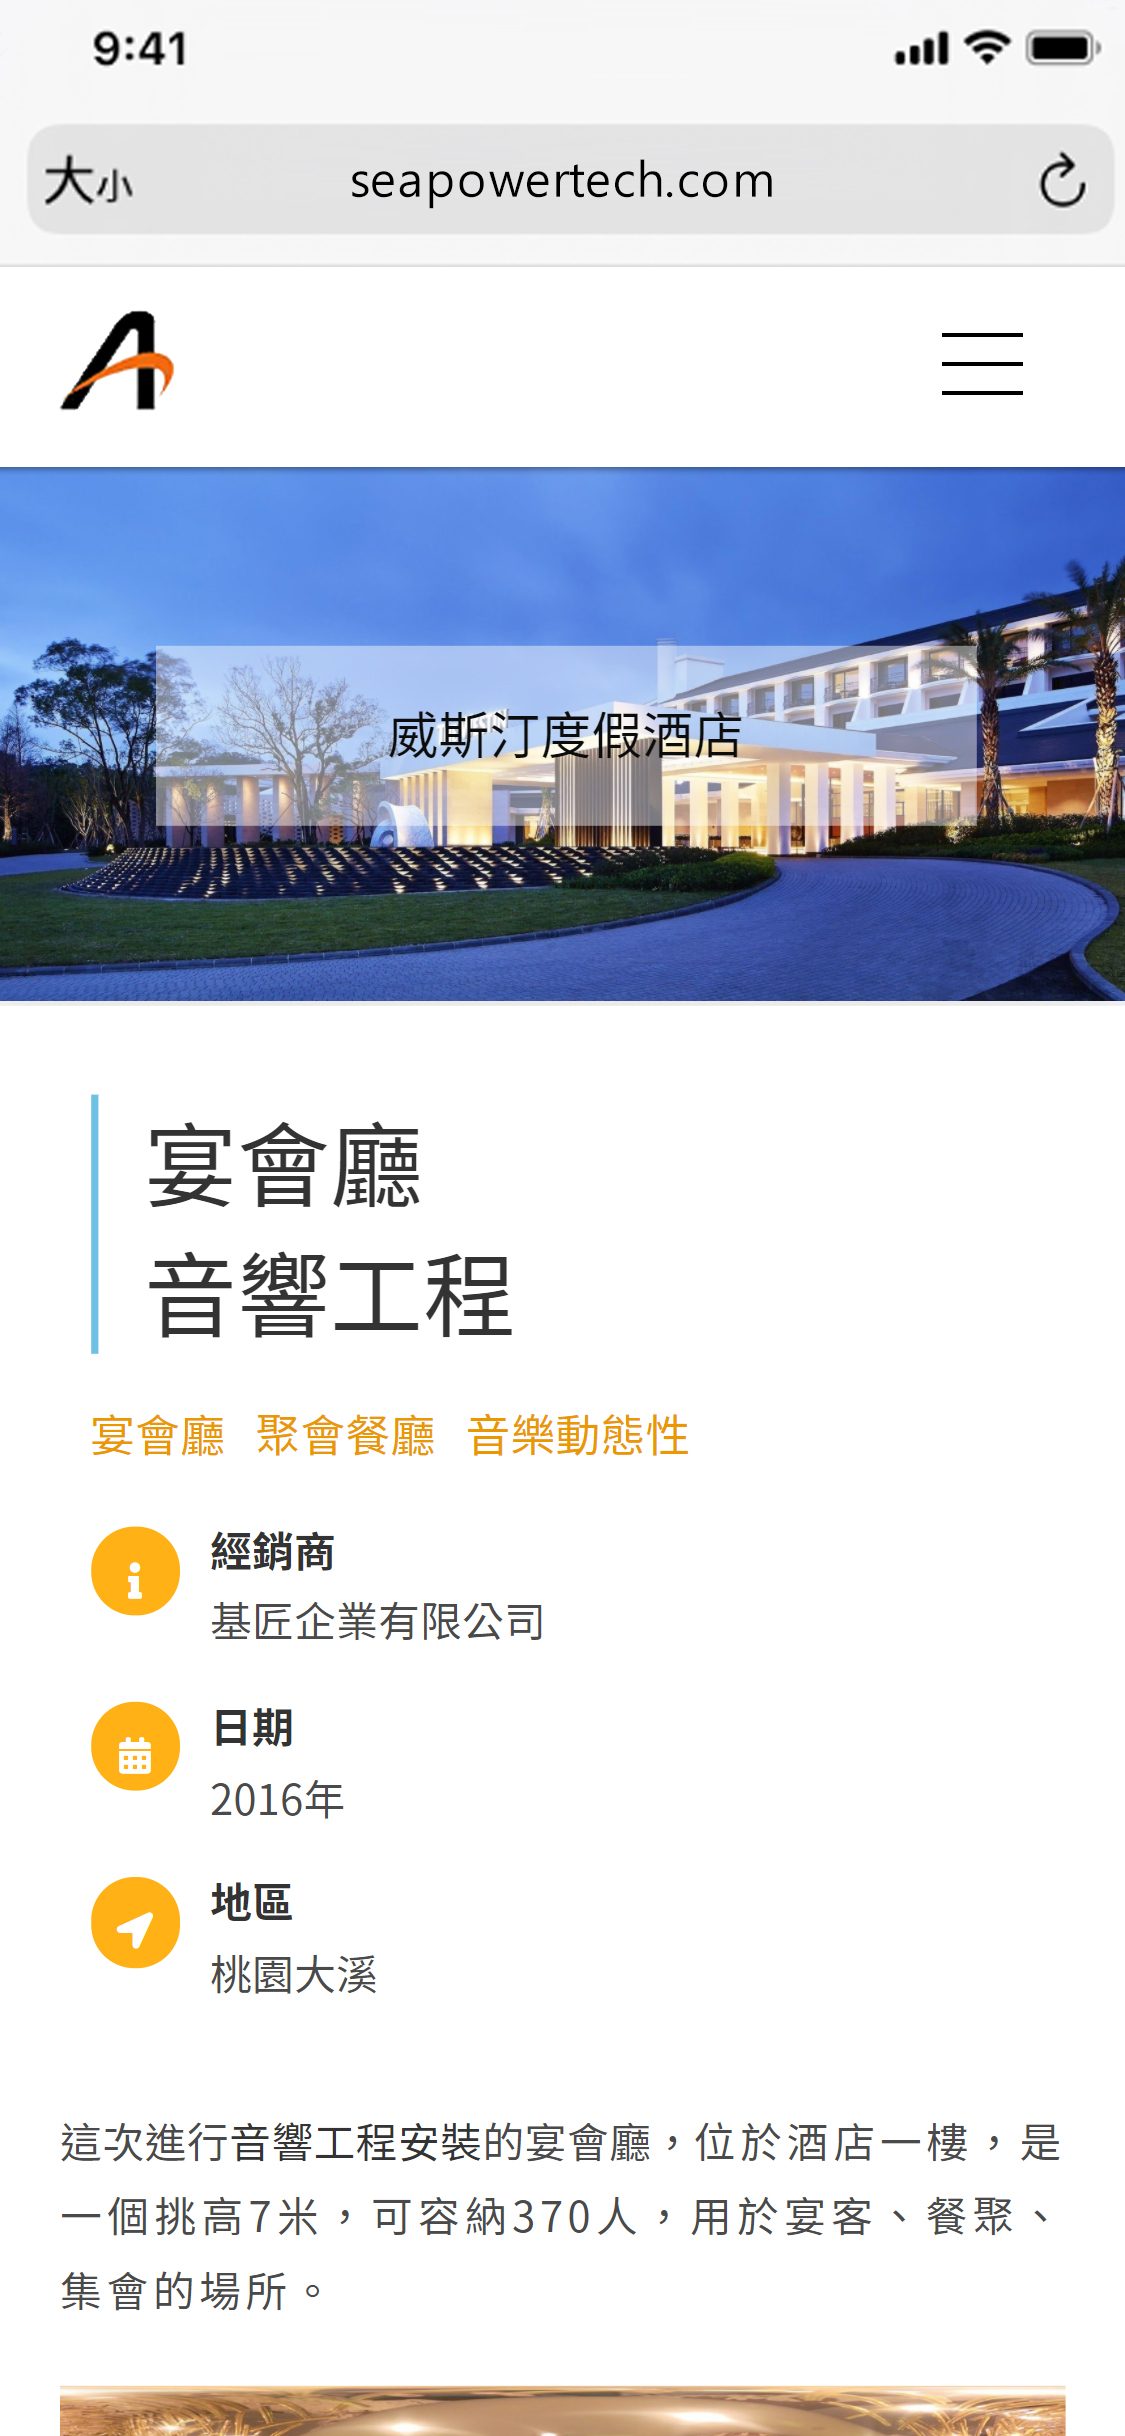 9:41
大小
seapowertech.com
威斯汀度假酒店
宴會廳
音響工程
宴會廳 聚會餐廳 音樂動態性
經銷商
基匠企業有限公司
日期
2016年
地區
桃園大溪
這次進行音響工程安裝的宴會廳，位於酒店一樓，是
一個挑高7米，可容納370人，用於宴客、餐聚、
集會的場所。